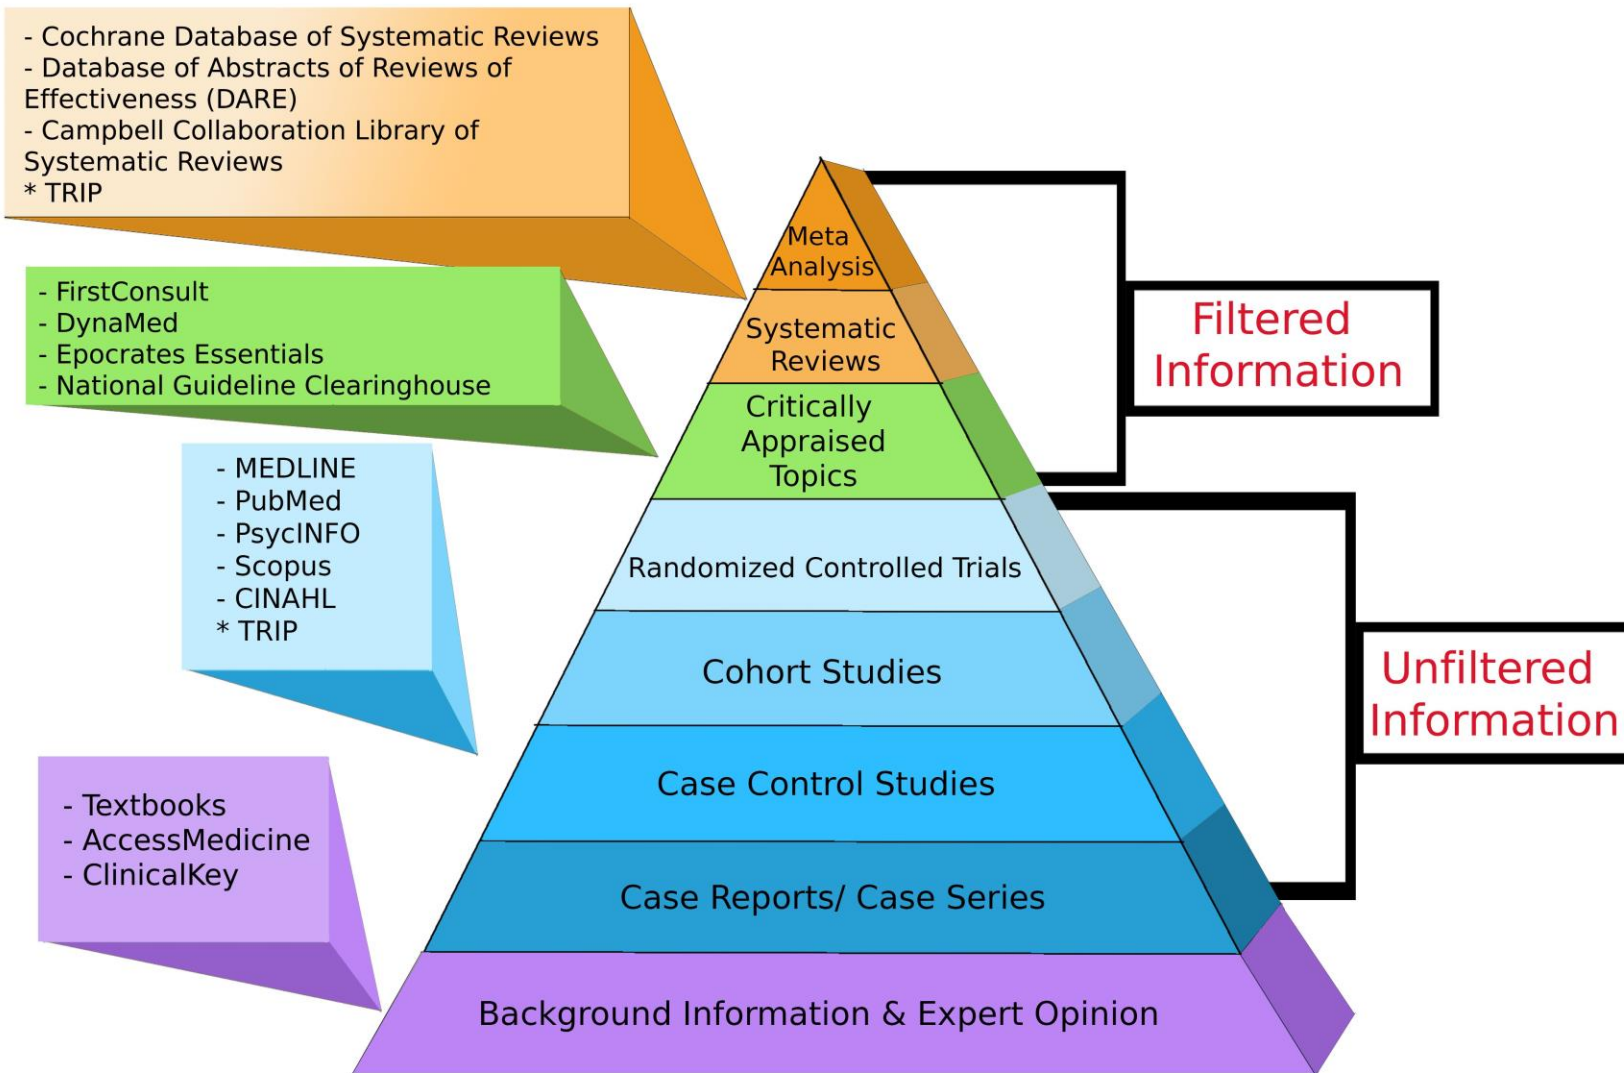 - Cochrane Database of Systematic Reviews
- Database of Abstracts of Reviews of
Effectiveness (DARE)
- Campbell Collaboration Library of
Systematic Reviews
* TRIP
- FirstConsult
- DynaMed
- Epocrates Essentials
- National Guideline Clearinghouse
- MEDLINE
- PubMed
- PsycINFO
- Scopus
- CINAHL
* TRIP
- Textbooks
- AccessMedicine
- ClinicalKey
Meta
Analysis
Systematic
Reviews
Critically
Appraised
Topics
Randomized Controlled Trials
Cohort Studies
Case Control Studies
Case Reports/ Case Series
Background Information & Expert Opinion
Filtered
Information
Unfiltered
Information